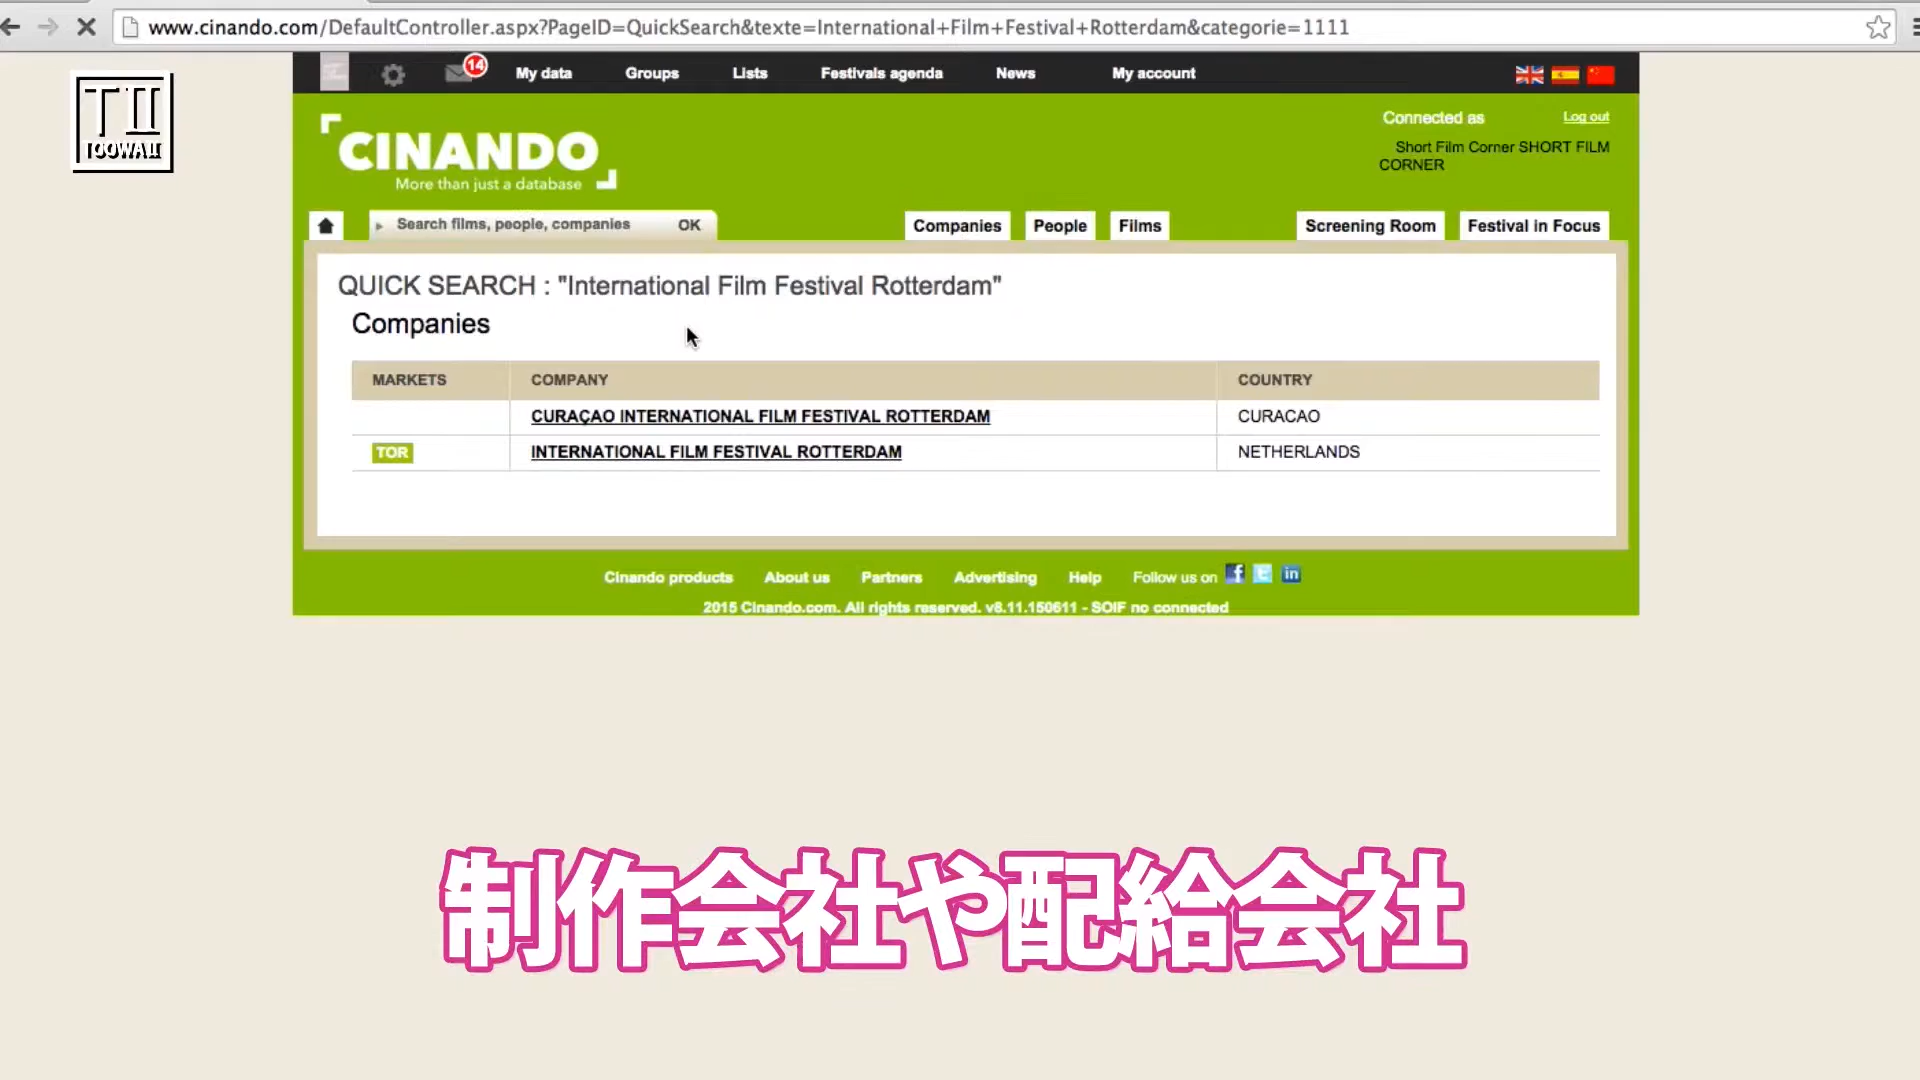 www.cinando.com/DefaultController.aspx?PageID=QuickSearch&texte=International+Film+Festival+Rotterdam&categorie=1111
TII
TOOWAII
14
My data
Groups
Lists
Festivals agenda
News
My account
CINANDO
More than just a database
Connected as
Log out
Short Film Corner SHORT FILM
CORNER
Search films, people, companies
OK
Companies
People
Films
Screening Room
Festival in Focus
QUICK SEARCH : "International Film Festival Rotterdam"
Companies
MARKETS
COMPANY
COUNTRY
CURAÇAO INTERNATIONAL FILM FESTIVAL ROTTERDAM
CURACAO
TOR
INTERNATIONAL FILM FESTIVAL ROTTERDAM
NETHERLANDS
Cinando products
About us
Partners
Advertising
Help
Follow us on
2015 Cinando.com. All rights reserved. v8.11.150611 - SOIF no connected
制作会社や配給会社